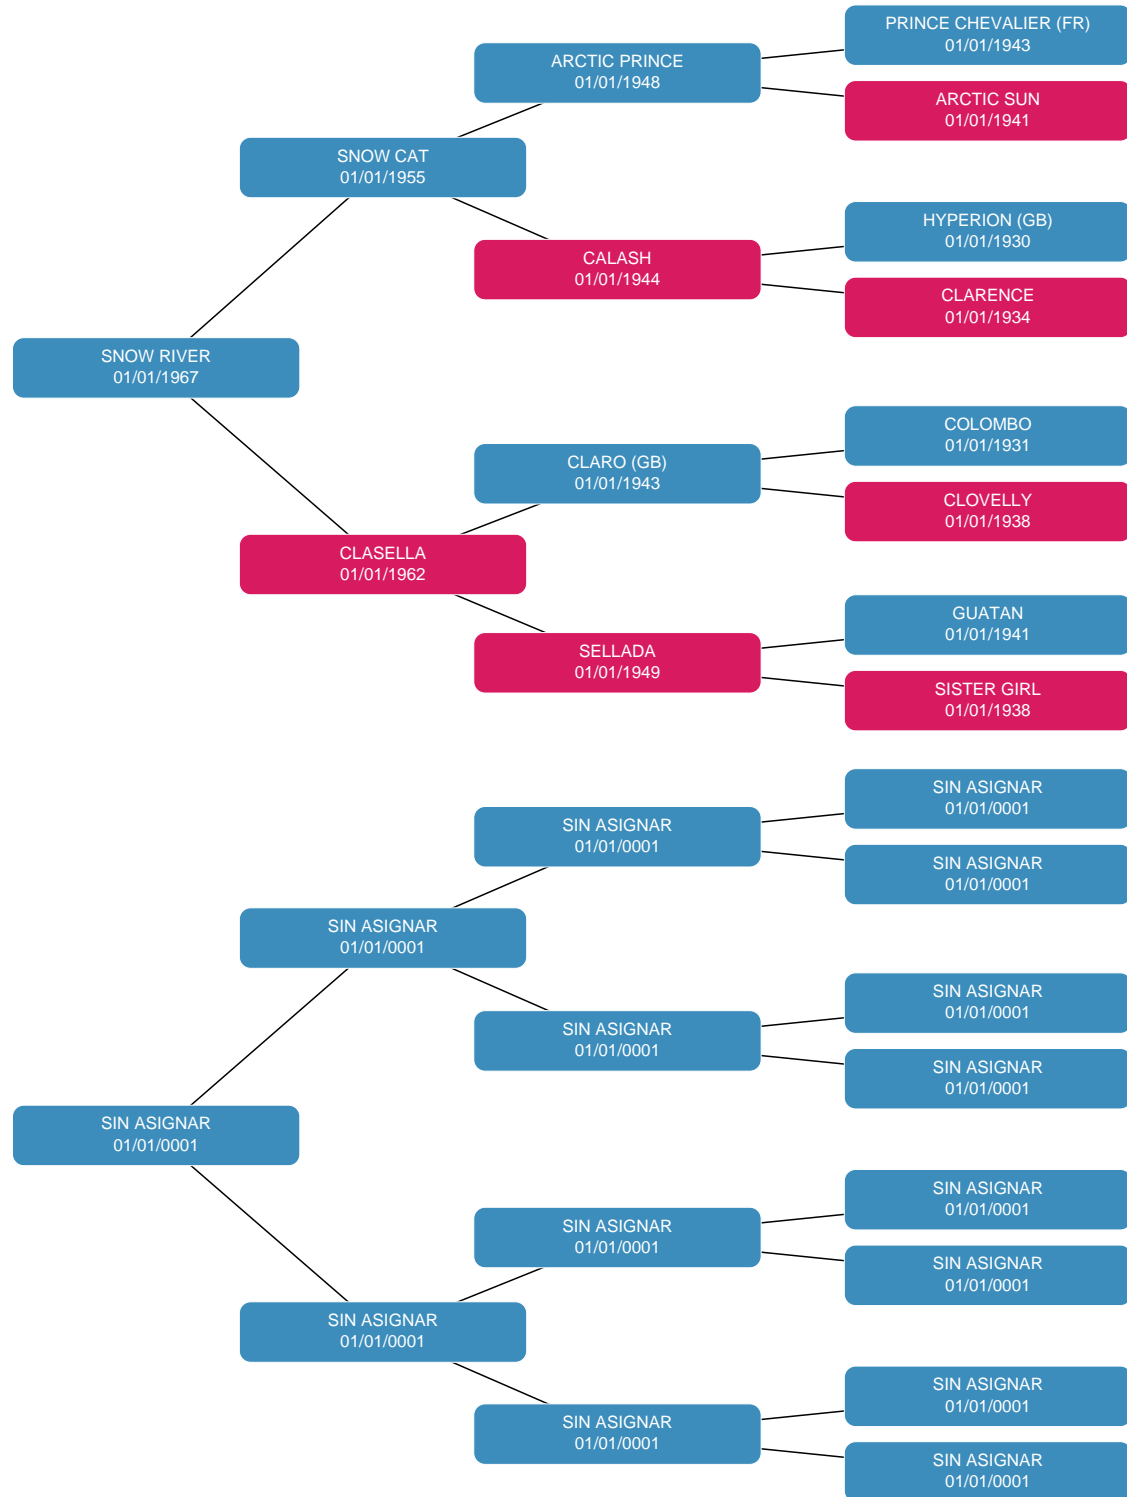 PRINCE CHEVALIER (FR)
01/01/1943
ARCTIC PRINCE
01/01/1948
ARCTIC SUN
01/01/1941
SNOW CAT
01/01/1955
HYPERION (GB)
01/01/1930
CALASH
01/01/1944
CLARENCE
01/01/1934
SNOW RIVER
01/01/1967
COLOMBO
01/01/1931
CLARO (GB)
01/01/1943
CLOVELLY
01/01/1938
CLASELLA
01/01/1962
GUATAN
01/01/1941
SELLADA
01/01/1949
SISTER GIRL
01/01/1938
SIN ASIGNAR
01/01/0001
SIN ASIGNAR
01/01/0001
SIN ASIGNAR
01/01/0001
SIN ASIGNAR
01/01/0001
SIN ASIGNAR
01/01/0001
SIN ASIGNAR
01/01/0001
SIN ASIGNAR
01/01/0001
SIN ASIGNAR
01/01/0001
SIN ASIGNAR
01/01/0001
SIN ASIGNAR
01/01/0001
SIN ASIGNAR
01/01/0001
SIN ASIGNAR
01/01/0001
SIN ASIGNAR
01/01/0001
SIN ASIGNAR
01/01/0001
SIN ASIGNAR
01/01/0001